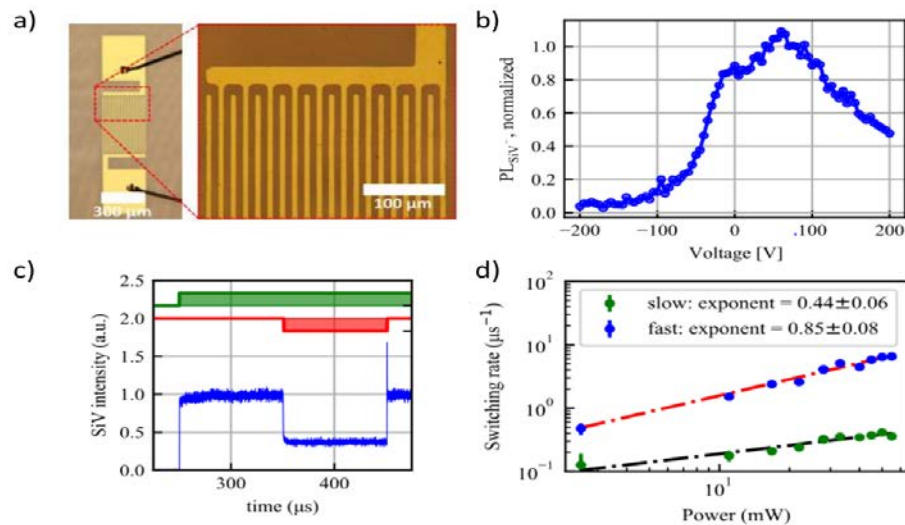 a)
300 μm
100 μm
b)
PL_SiV⁻, normalized
1.0
0.8
0.6
0.4
0.2
0.0
−200
−100
0
100
200
Voltage [V]
c)
SiV intensity (a.u.)
2.5
2.0
1.5
1.0
0.5
0.0
300
400
time (μs)
d)
Switching rate (μs⁻¹)
10²
10¹
10⁰
10⁻¹
slow: exponent = 0.44±0.06
fast: exponent = 0.85±0.08
10¹
Power (mW)